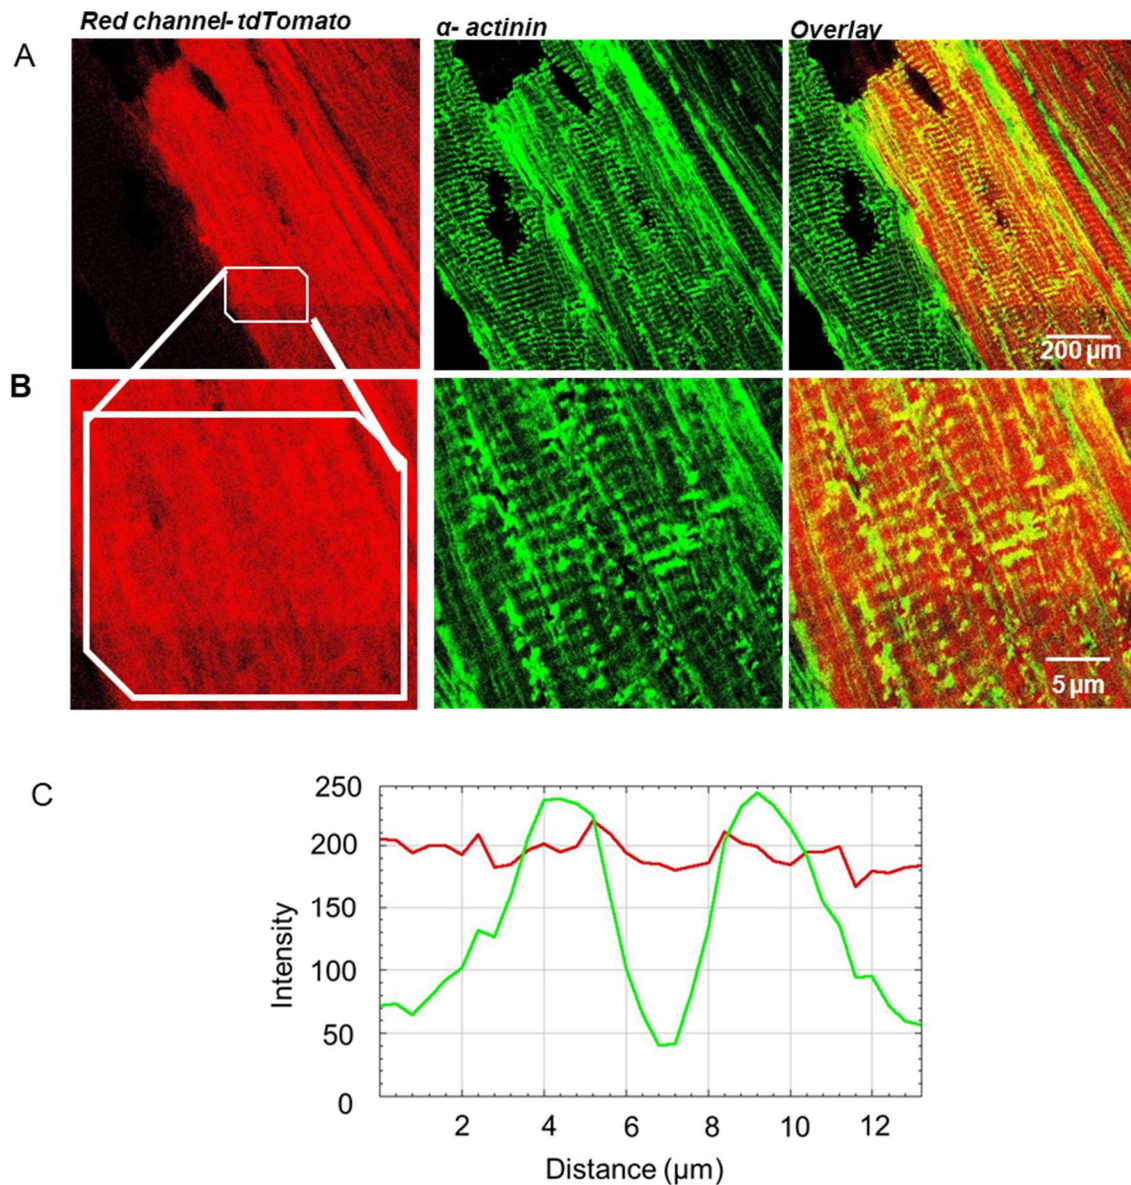 Red channel- tdTomato
α- actinin
Overlay
A
200 µm
B
5 µm
C
250
200
150
100
50
0
Intensity
2 4 6 8 10 12
Distance (µm)